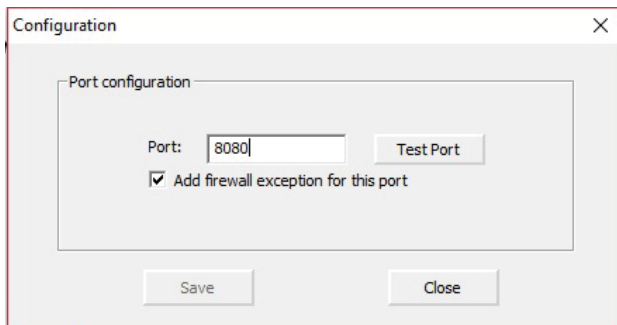 Configuration
Port configuration
Port: 8080 Test Port
Add firewall exception for this port
Save Close